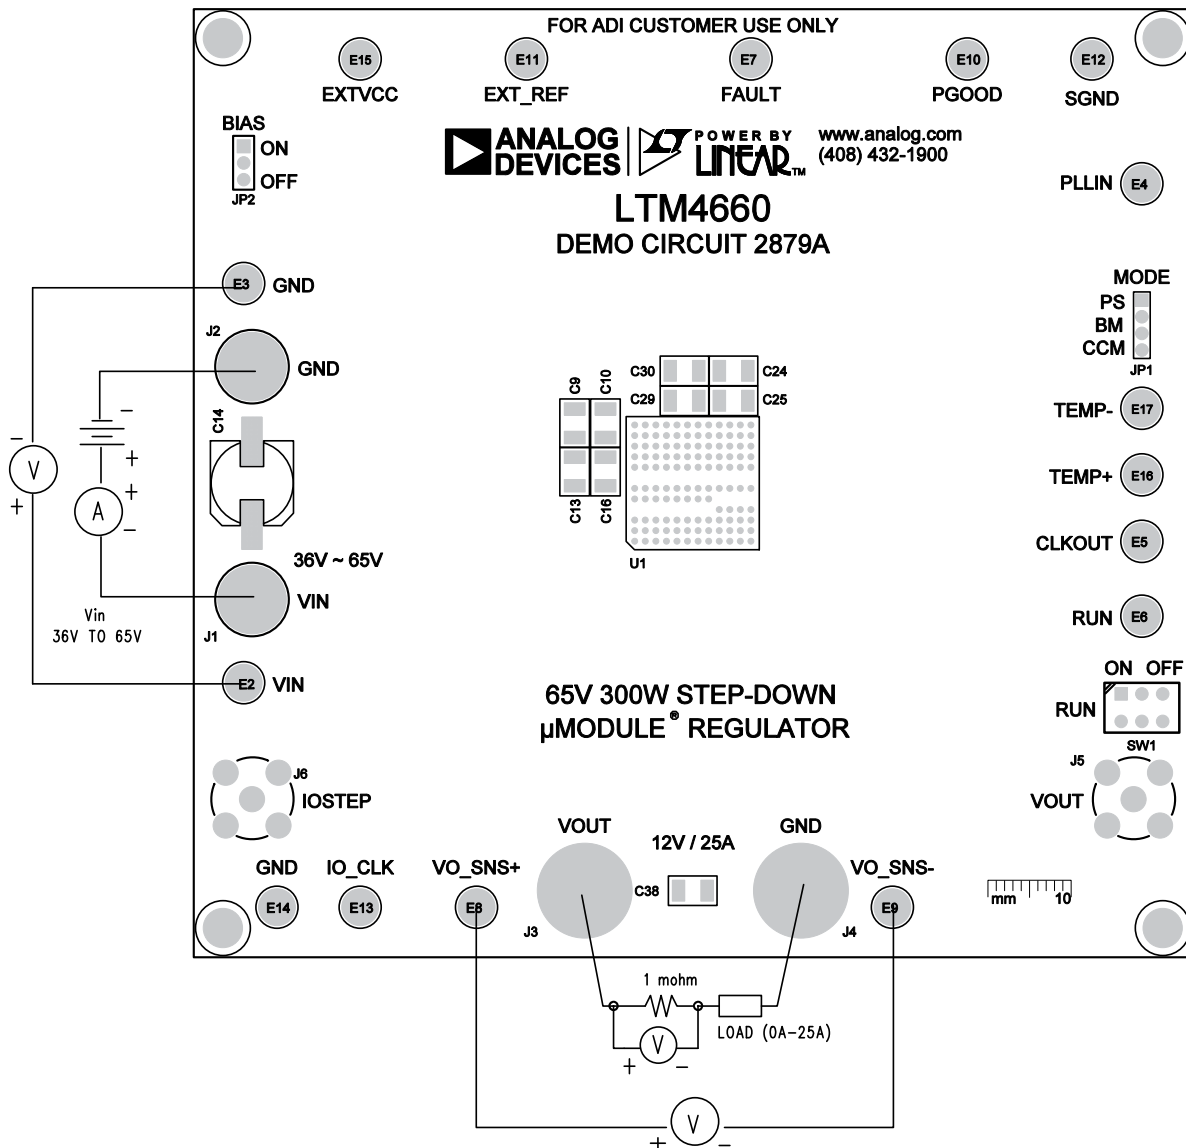 FOR ADI CUSTOMER USE ONLY
E15
E11
E7
E10
E12
EXTVCC
EXT_REF
FAULT
PGOOD
SGND
BIAS
ON
OFF
JP2
ANALOG DEVICES
POWER BY LINEAR™
www.analog.com
(408) 432-1900
PLLIN
E4
LTM4660
DEMO CIRCUIT 2879A
E3
GND
MODE
PS
BM
CCM
JP1
J2
GND
C9
C10
C30
C24
C29
C25
C14
TEMP-
E17
- V +
- + + A -
TEMP+
E16
C13
C16
U1
CLKOUT
E5
36V ~ 65V
VIN
J1
Vin
36V TO 65V
RUN
E6
E2
VIN
ON OFF
RUN
SW1
65V 300W STEP-DOWN
µMODULE® REGULATOR
J6
IOSTEP
J5
VOUT
VOUT
12V / 25A
GND
GND
IO_CLK
VO_SNS+
VO_SNS-
E14
E13
E8
C38
E9
J3
J4
mm 10
1 mohm
LOAD (0A-25A)
+ V -
+ V -